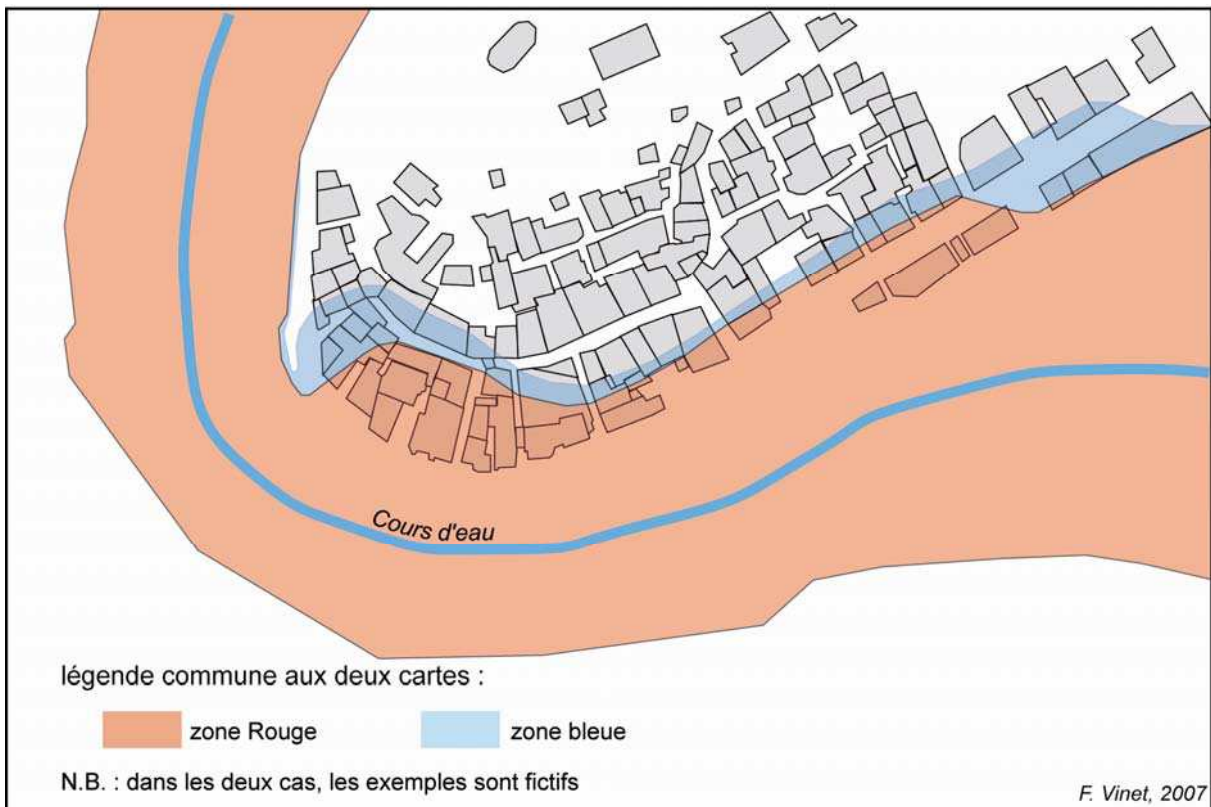 Cours d'eau
légende commune aux deux cartes :
zone Rouge
zone bleue
N.B. : dans les deux cas, les exemples sont fictifs
F. Vinet, 2007